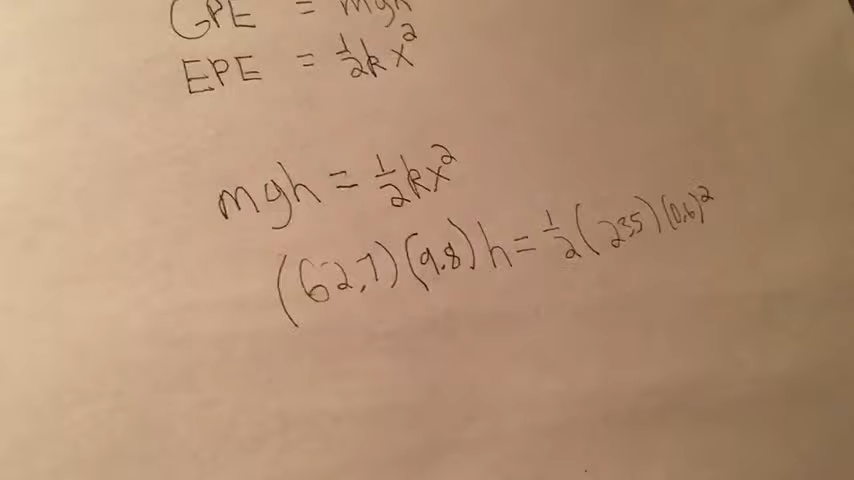 GPE = mgh
EPE = ½kx²
mgh = ½kx²
(62.7)(9.8)h = ½(235)(0.6)²